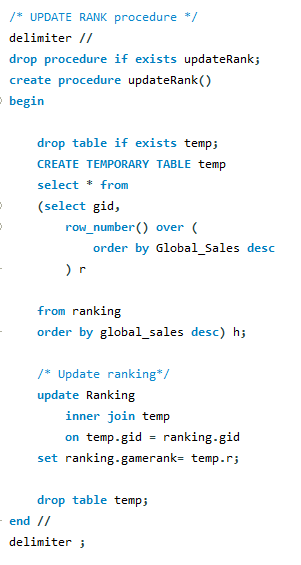 /* UPDATE RANK procedure */
delimiter //
drop procedure if exists updateRank;
create procedure updateRank()
begin
drop table if exists temp;
CREATE TEMPORARY TABLE temp
select * from
(select gid,
row_number() over (
order by Global_Sales desc
) r
from ranking
order by global_sales desc) h;
/* Update ranking*/
update Ranking
inner join temp
on temp.gid = ranking.gid
set ranking.gamerank= temp.r;
drop table temp;
end //
delimiter ;